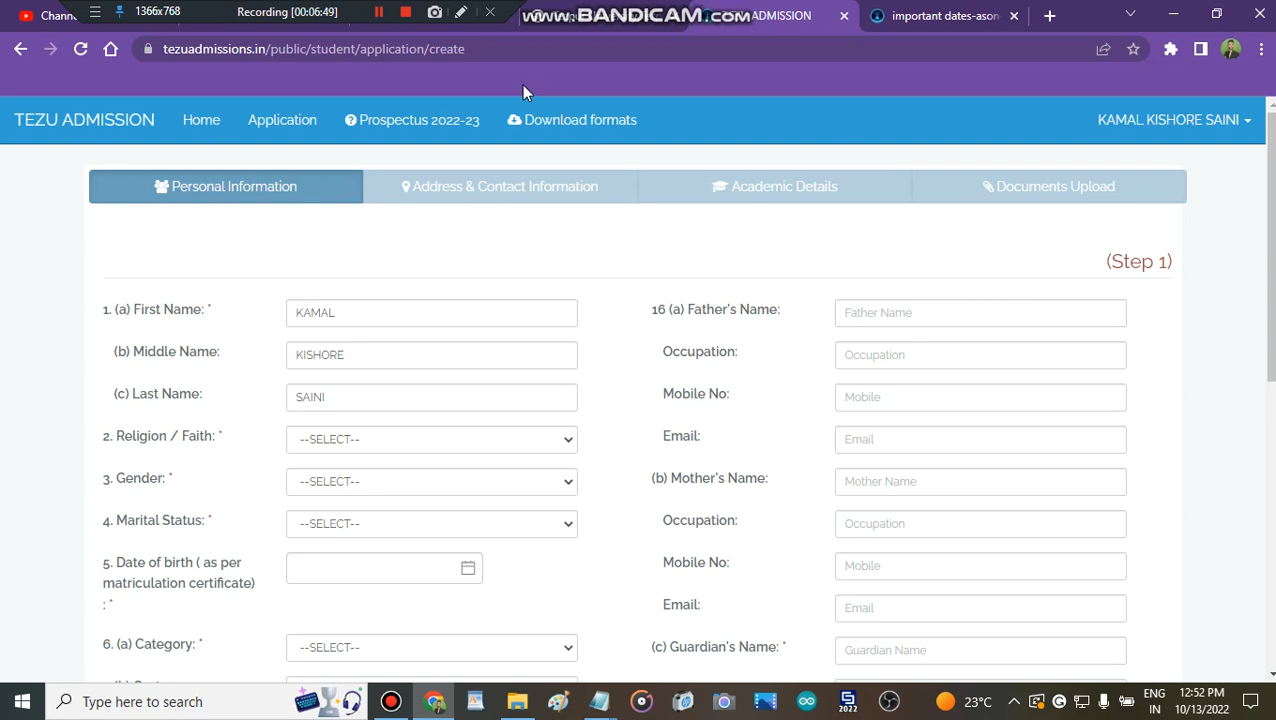 Chann
1366x768
Recording [00:06:49]
www.BANDICAM.com
ADMISSION
important dates-ason
tezuadmissions.in/public/student/application/create
TEZU ADMISSION Home Application Prospectus 2022-23 Download formats KAMAL KISHORE SAINI
Personal Information Address & Contact Information Academic Details Documents Upload
(Step 1)
1. (a) First Name: * KAMAL
(b) Middle Name: KISHORE
(c) Last Name: SAINI
2. Religion / Faith: * --SELECT--
3. Gender: * --SELECT--
4. Marital Status: * --SELECT--
5. Date of birth ( as per
matriculation certificate)
: *
6. (a) Category: * --SELECT--
16 (a) Father's Name: Father Name
Occupation: Occupation
Mobile No: Mobile
Email: Email
(b) Mother's Name: Mother Name
Occupation: Occupation
Mobile No: Mobile
Email: Email
(c) Guardian's Name: * Guardian Name
Type here to search
2022
23°C
ENG
IN
12:52 PM
10/13/2022